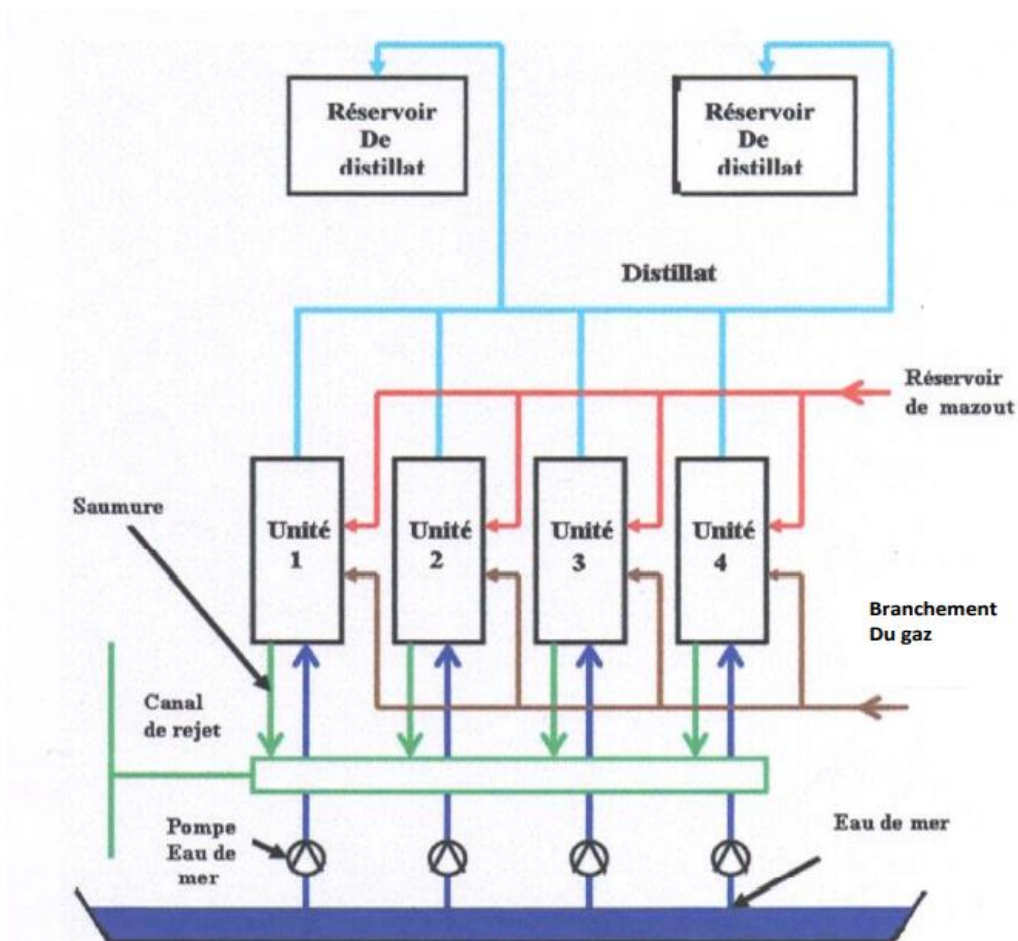 Réservoir
De
distillat
Réservoir
De
distillat
Distillat
Réservoir
de mazout
Saumure
Unité
1
Unité
2
Unité
3
Unité
4
Branchement
Du gaz
Canal
de rejet
Pompe
Eau de
mer
Eau de mer